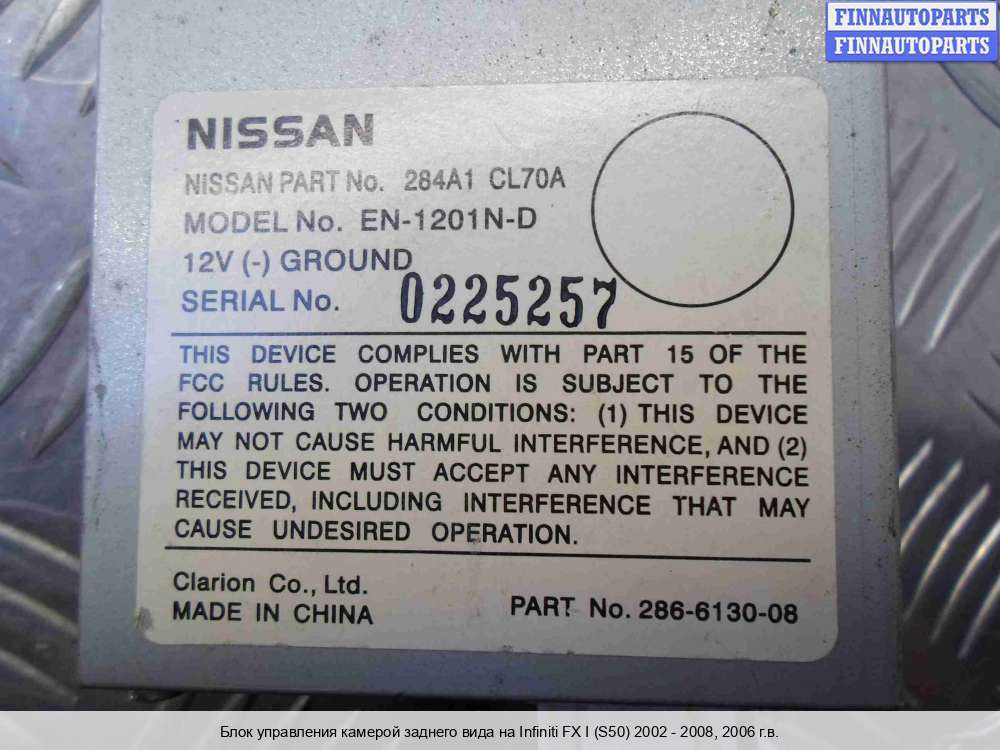 FINNAUTOPARTS
FINNAUTOPARTS
NISSAN
NISSAN PART No. 284A1 CL70A
MODEL No. EN-1201N-D
12V (-) GROUND
SERIAL No. 0225257
THIS DEVICE COMPLIES WITH PART 15 OF THE
FCC RULES. OPERATION IS SUBJECT TO THE
FOLLOWING TWO CONDITIONS: (1) THIS DEVICE
MAY NOT CAUSE HARMFUL INTERFERENCE, AND (2)
THIS DEVICE MUST ACCEPT ANY INTERFERENCE
RECEIVED, INCLUDING INTERFERENCE THAT MAY
CAUSE UNDESIRED OPERATION.
Clarion Co., Ltd.
MADE IN CHINA
PART No. 286-6130-08
Блок управления камерой заднего вида на Infiniti FX I (S50) 2002 - 2008, 2006 г.в.